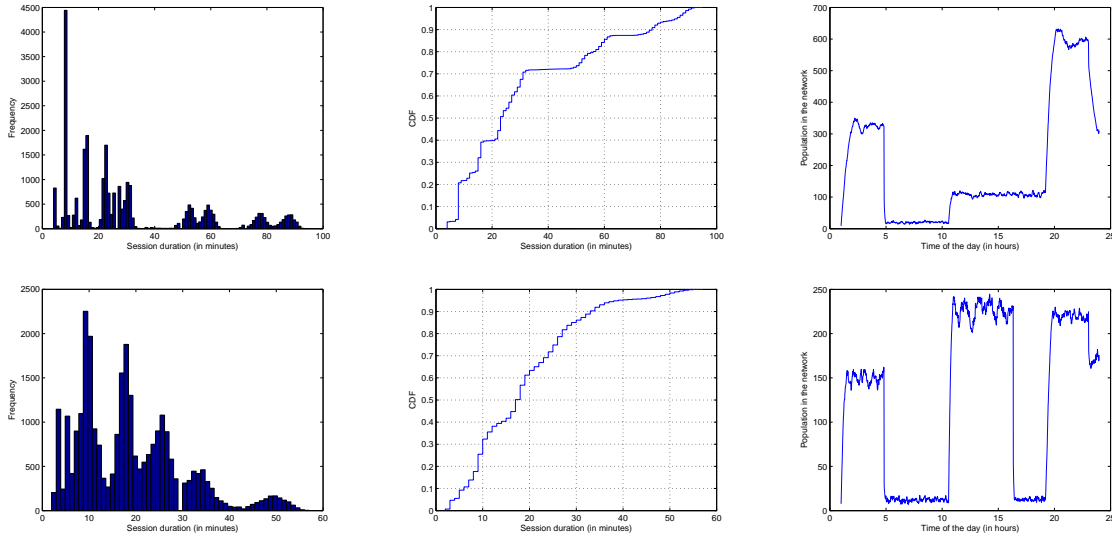 4500
4000
3500
3000
2500
2000
1500
1000
500
0
Frequency
0 20 40 60 80 100
Session duration (in minutes)
1
0.9
0.8
0.7
0.6
0.5
0.4
0.3
0.2
0.1
0
CDF
0 20 40 60 80 100
Session duration (in minutes)
700
600
500
400
300
200
100
0
Population in the network
0 5 10 15 20 25
Time of the day (in hours)
2500
2000
1500
1000
500
0
Frequency
0 10 20 30 40 50 60
Session duration (in minutes)
1
0.9
0.8
0.7
0.6
0.5
0.4
0.3
0.2
0.1
0
CDF
0 10 20 30 40 50 60
Session duration (in minutes)
250
200
150
100
50
0
Population in the network
0 5 10 15 20 25
Time of the day (in hours)